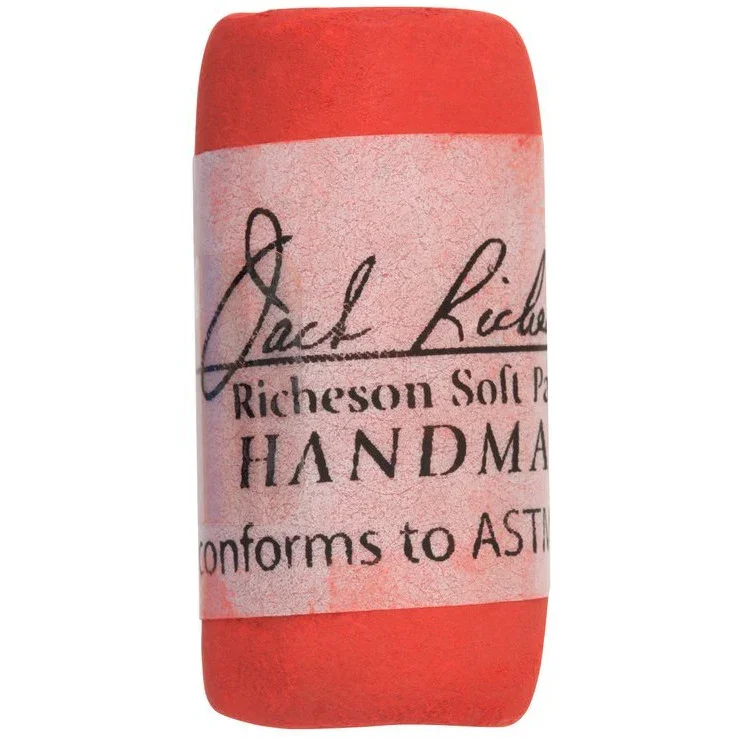 Jack Riche
Richeson Soft Pa
HANDMA
conforms to ASTM